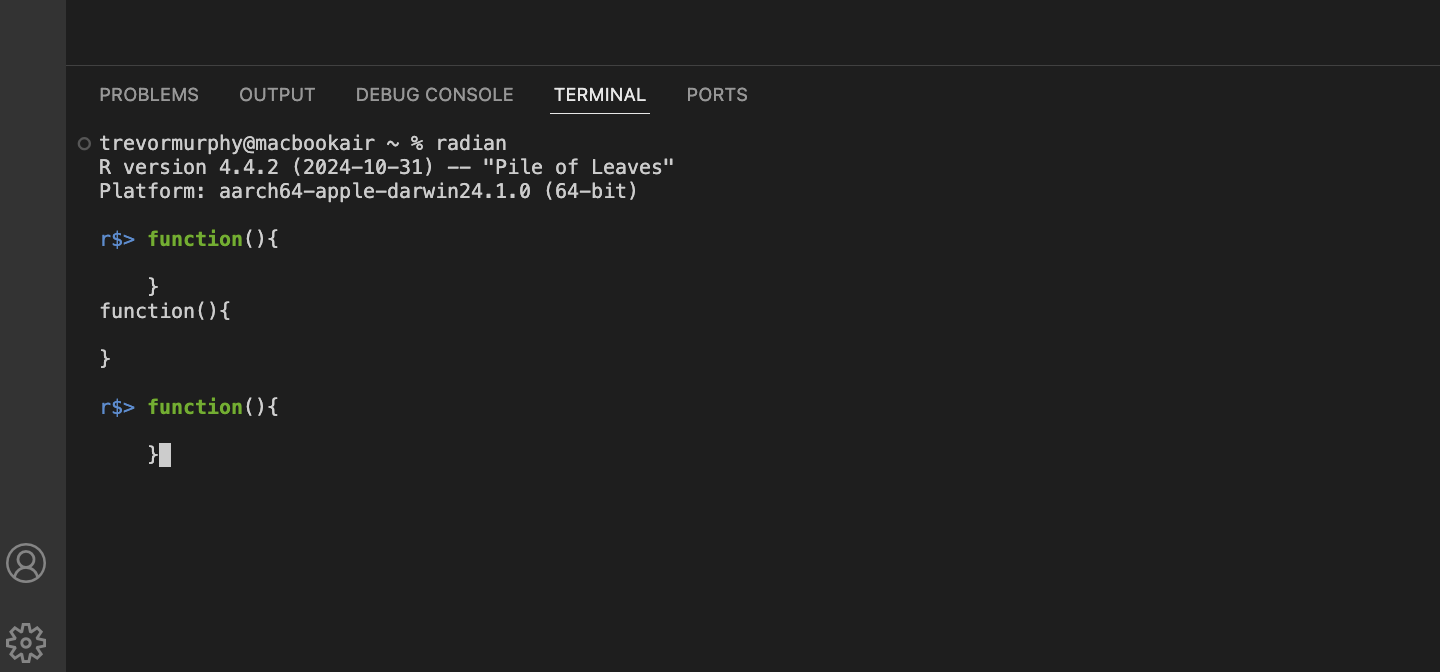 PROBLEMS OUTPUT DEBUG CONSOLE TERMINAL PORTS
trevormurphy@macbookair ~ % radian
R version 4.4.2 (2024-10-31) -- "Pile of Leaves"
Platform: aarch64-apple-darwin24.1.0 (64-bit)
r$> function(){
}
function(){
}
r$> function(){
}